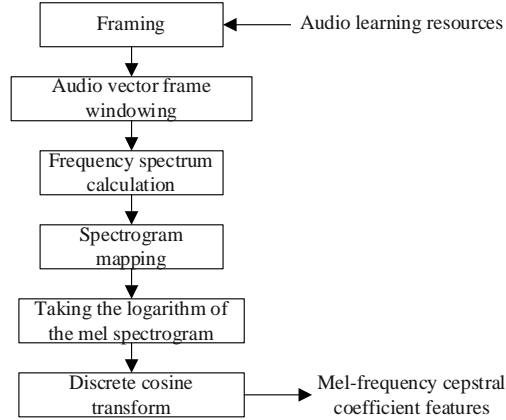 Framing
Audio learning resources
Audio vector frame
windowing
Frequency spectrum
calculation
Spectrogram
mapping
Taking the logarithm of
the mel spectrogram
Discrete cosine
transform
Mel-frequency cepstral
coefficient features